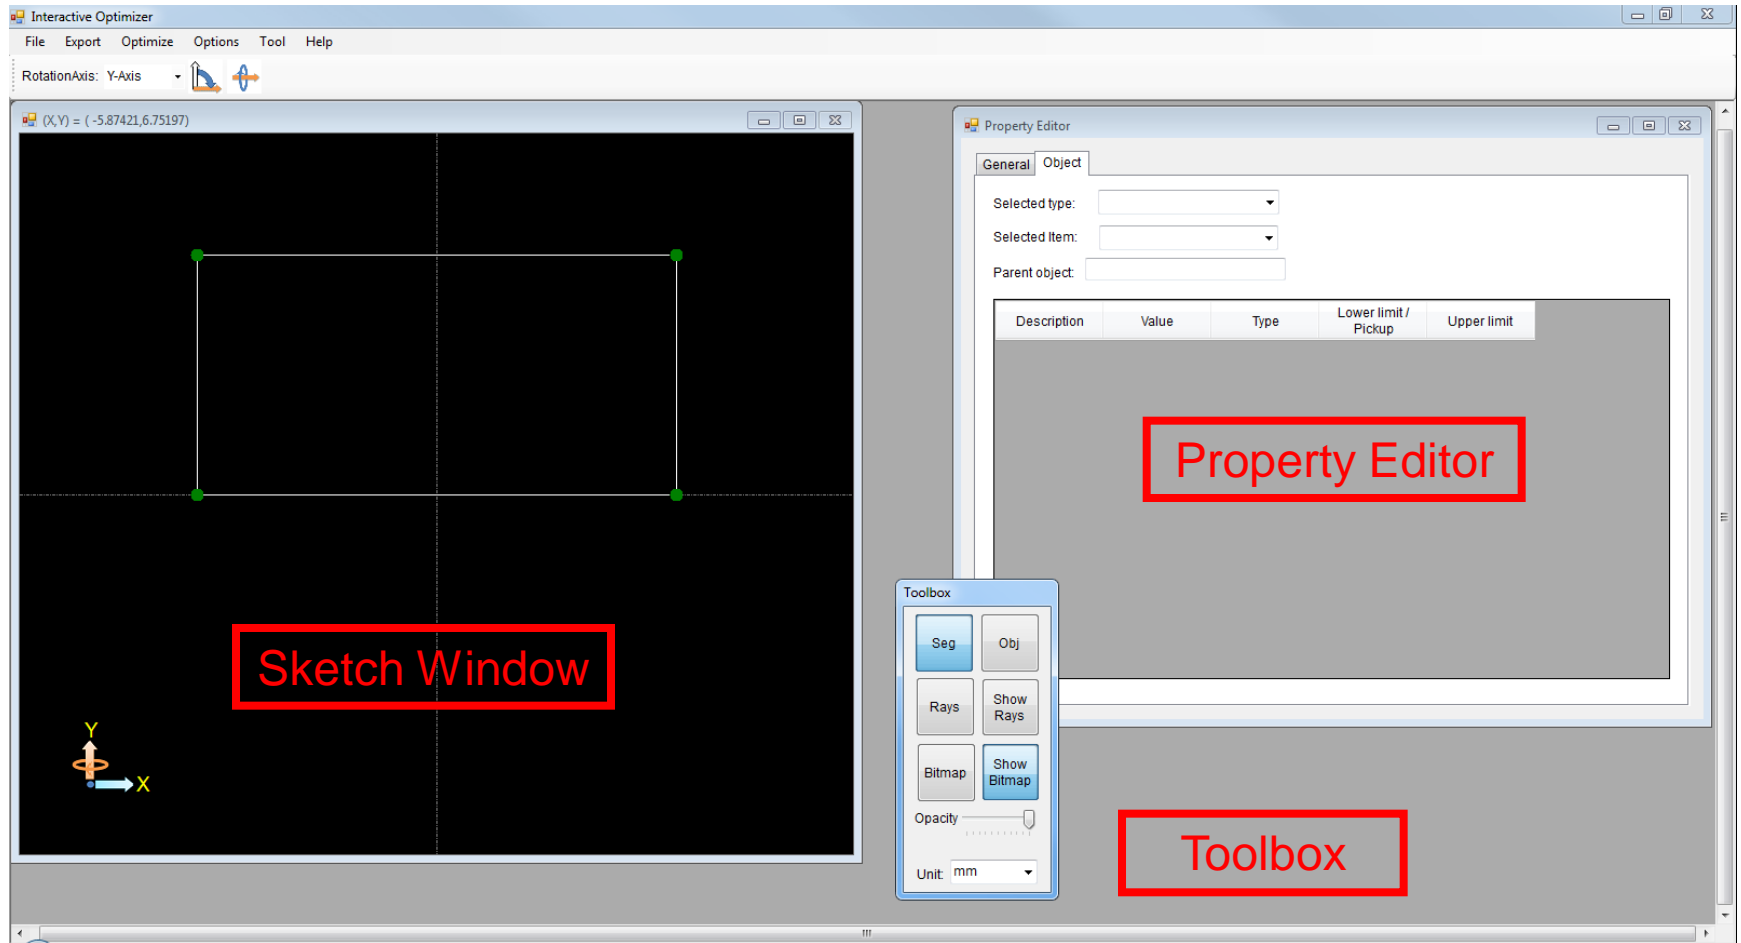 Interactive Optimizer
File Export Optimize Options Tool Help
RotationAxis: Y-Axis
(X,Y) = ( -5.87421,6.75197)
Y
X
Sketch Window
Property Editor
General Object
Selected type:
Selected Item:
Parent object:
Description Value Type Lower limit / Pickup Upper limit
Property Editor
Toolbox
Seg Obj
Rays Show Rays
Bitmap Show Bitmap
Opacity
Unit: mm
Toolbox